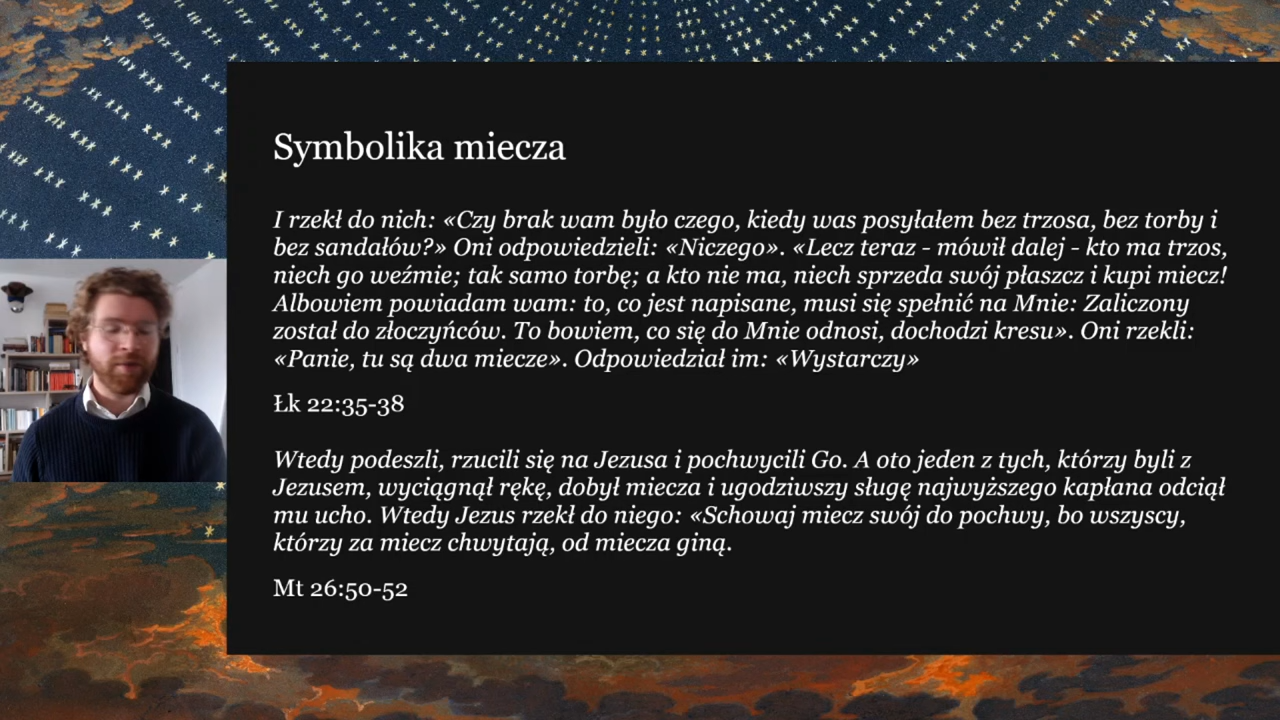 Symbolika miecza
I rzekł do nich: «Czy brak wam było czego, kiedy was posyłałem bez trzosa, bez torby i
bez sandałów?» Oni odpowiedzieli: «Niczego». «Lecz teraz - mówił dalej - kto ma trzos,
niech go weźmie; tak samo torbę; a kto nie ma, niech sprzeda swój płaszcz i kupi miecz!
Albowiem powiadam wam: to, co jest napisane, musi się spełnić na Mnie: Zaliczony
został do złoczyńców. To bowiem, co się do Mnie odnosi, dochodzi kresu». Oni rzekli:
«Panie, tu są dwa miecze». Odpowiedział im: «Wystarczy»
Łk 22:35-38
Wtedy podeszli, rzucili się na Jezusa i pochwycili Go. A oto jeden z tych, którzy byli z
Jezusem, wyciągnął rękę, dobył miecza i ugodziwszy sługę najwyższego kapłana odciął
mu ucho. Wtedy Jezus rzekł do niego: «Schowaj miecz swój do pochwy, bo wszyscy,
którzy za miecz chwytają, od miecza giną.
Mt 26:50-52